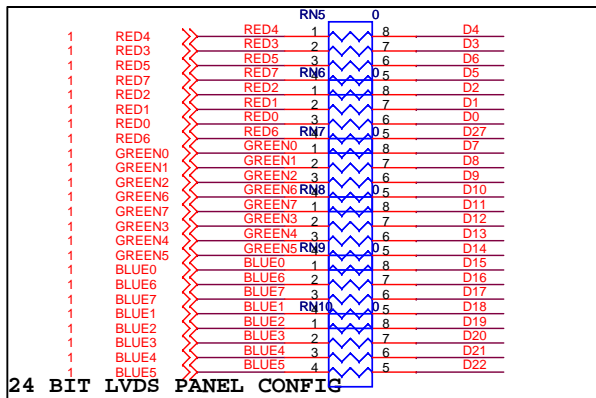 RN5 0
1 RED4 RED4 1 8 D4
1 RED3 RED3 2 7 D3
1 RED5 RED5 3 6 D6
1 RED7 RED7 RN6 4 0 5 D5
1 RED2 RED2 1 8 D2
1 RED1 RED1 2 7 D1
1 RED0 RED0 3 6 D0
1 RED6 RED6 RN7 4 0 5 D27
1 GREEN0 GREEN0 1 8 D7
1 GREEN1 GREEN1 2 7 D8
1 GREEN2 GREEN2 3 6 D9
1 GREEN6 GREEN6 RN8 4 0 5 D10
1 GREEN7 GREEN7 1 8 D11
1 GREEN3 GREEN3 2 7 D12
1 GREEN4 GREEN4 3 6 D13
1 GREEN5 GREEN5 RN9 4 0 5 D14
1 BLUE0 BLUE0 1 8 D15
1 BLUE6 BLUE6 2 7 D16
1 BLUE7 BLUE7 3 6 D17
1 BLUE1 BLUE1 RN10 4 0 5 D18
1 BLUE2 BLUE2 1 8 D19
1 BLUE3 BLUE3 2 7 D20
1 BLUE4 BLUE4 3 6 D21
1 BLUE5 BLUE5 4 5 D22
24 BIT LVDS PANEL CONFIG